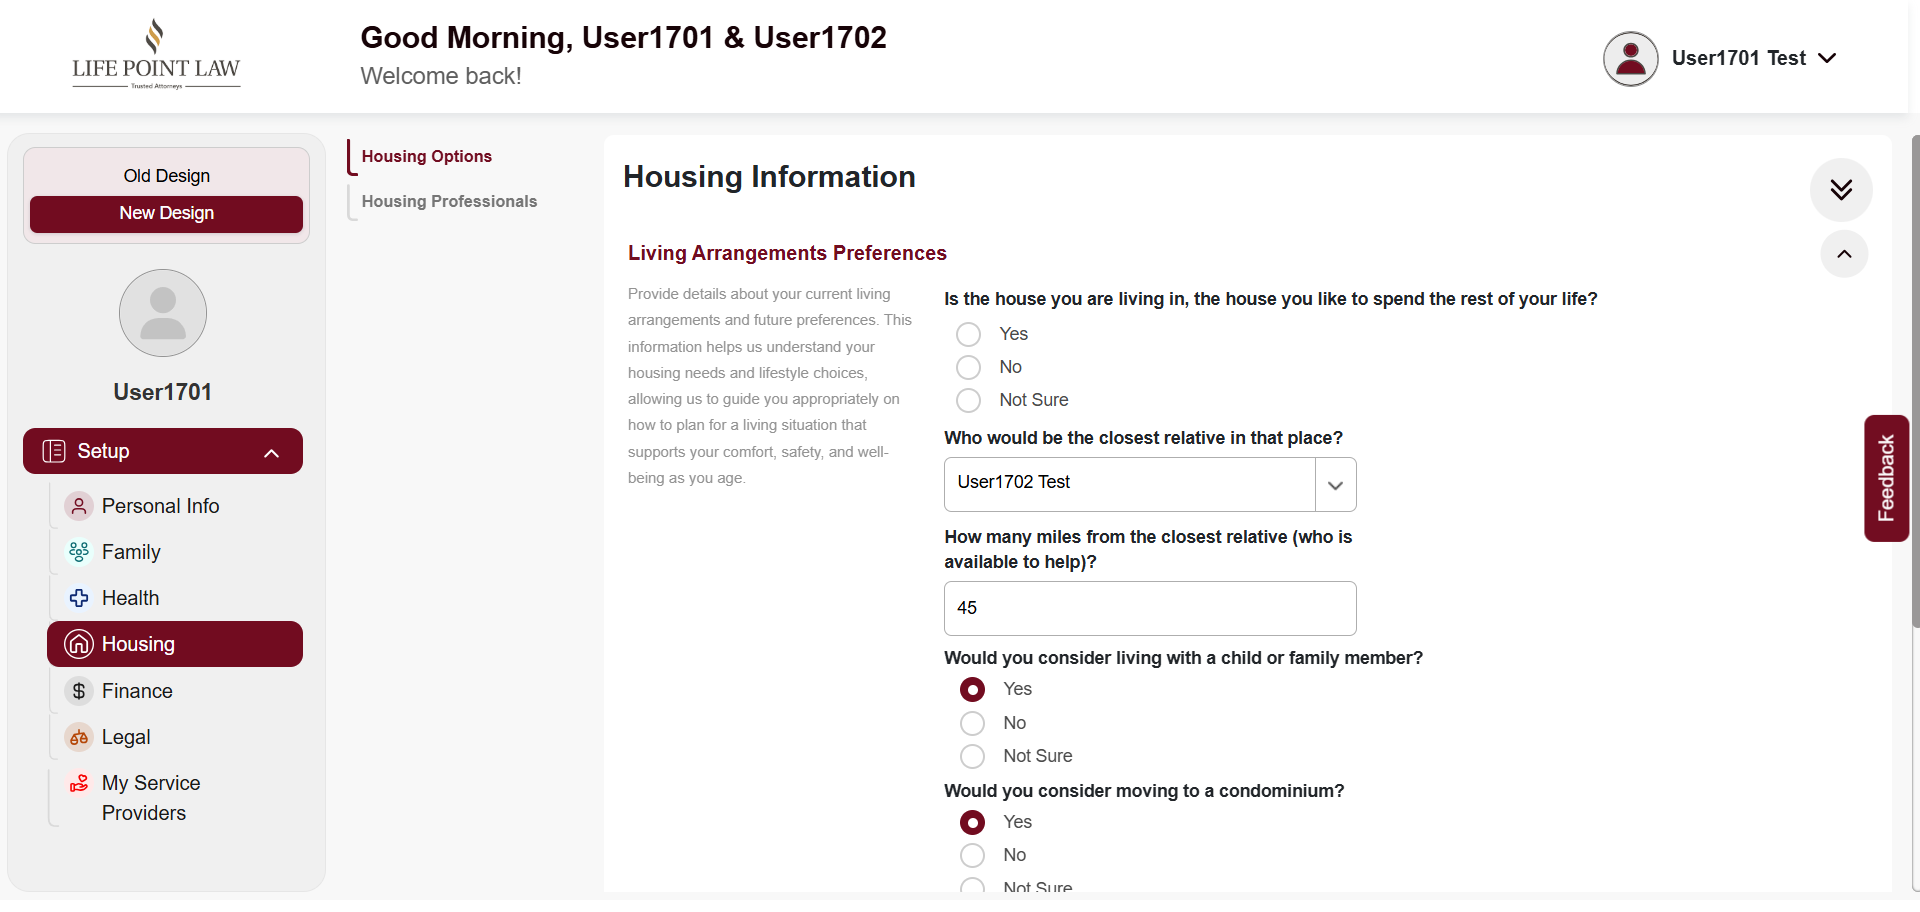 LIFE POINT LAW
Trusted Attorneys
Good Morning, User1701 & User1702
Welcome back!
User1701 Test
Old Design
New Design
User1701
Setup
Personal Info
Family
Health
Housing
Finance
Legal
My Service
Providers
Housing Options
Housing Professionals
Housing Information
Living Arrangements Preferences
Provide details about your current living
arrangements and future preferences. This
information helps us understand your
housing needs and lifestyle choices,
allowing us to guide you appropriately on
how to plan for a living situation that
supports your comfort, safety, and well-
being as you age.
Is the house you are living in, the house you like to spend the rest of your life?
Yes
No
Not Sure
Who would be the closest relative in that place?
User1702 Test
How many miles from the closest relative (who is
available to help)?
45
Would you consider living with a child or family member?
Yes
No
Not Sure
Would you consider moving to a condominium?
Yes
No
Not Sure
Feedback